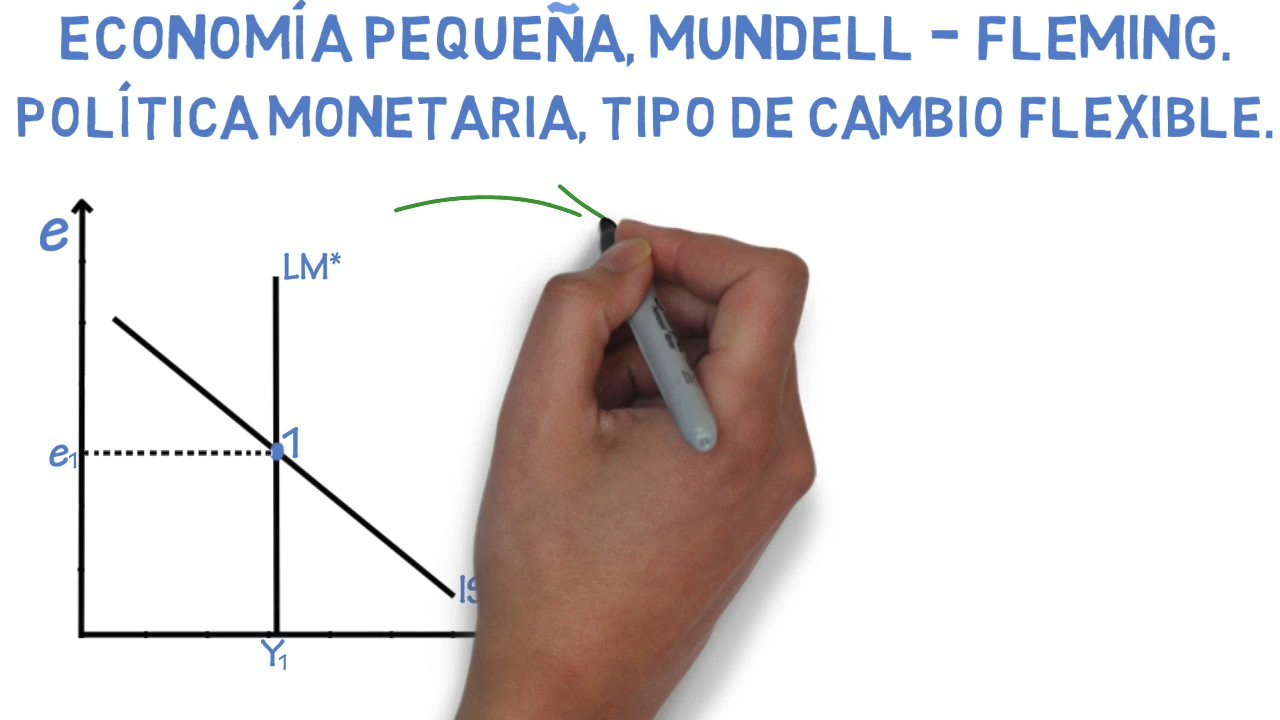 ECONOMÍA PEQUEÑA, MUNDELL - FLEMING.
POLÍTICA MONETARIA, TIPO DE CAMBIO FLEXIBLE.
e
LM*
1
e₁
Y₁